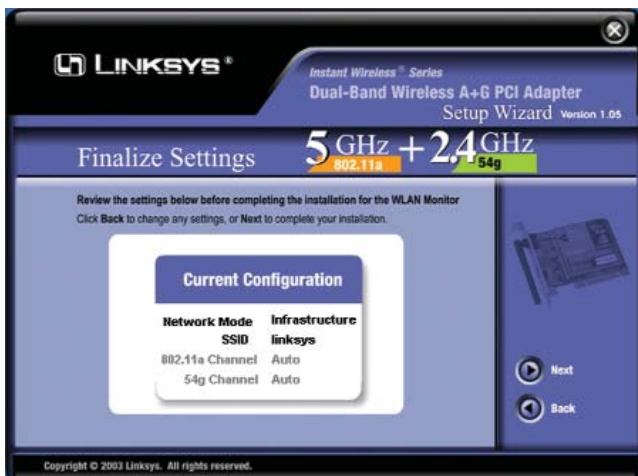 LINKSYS®
Instant Wireless® Series
Dual-Band Wireless A+G PCI Adapter
Setup Wizard Version 1.05
Finalize Settings
5 GHz + 2.4 GHz
802.11a 54g
Review the settings below before completing the installation for the WLAN Monitor
Click Back to change any settings, or Next to complete your installation.
Current Configuration
Network Mode Infrastructure
SSID linksys
802.11a Channel Auto
54g Channel Auto
Next
Back
Copyright © 2003 Linksys. All rights reserved.